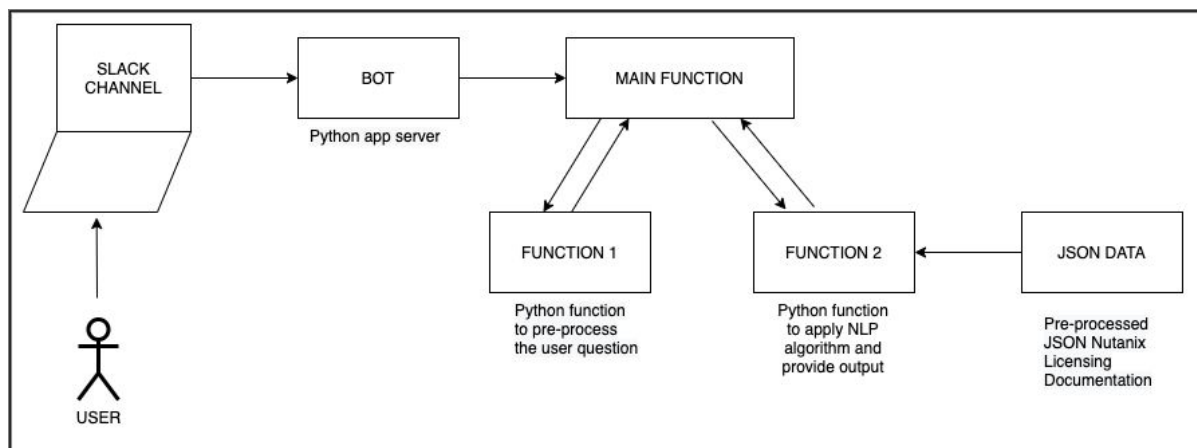 SLACK
CHANNEL
BOT
Python app server
MAIN FUNCTION
FUNCTION 1
Python function
to pre-process
the user question
FUNCTION 2
Python function
to apply NLP
algorithm and
provide output
JSON DATA
Pre-processed
JSON Nutanix
Licensing
Documentation
USER